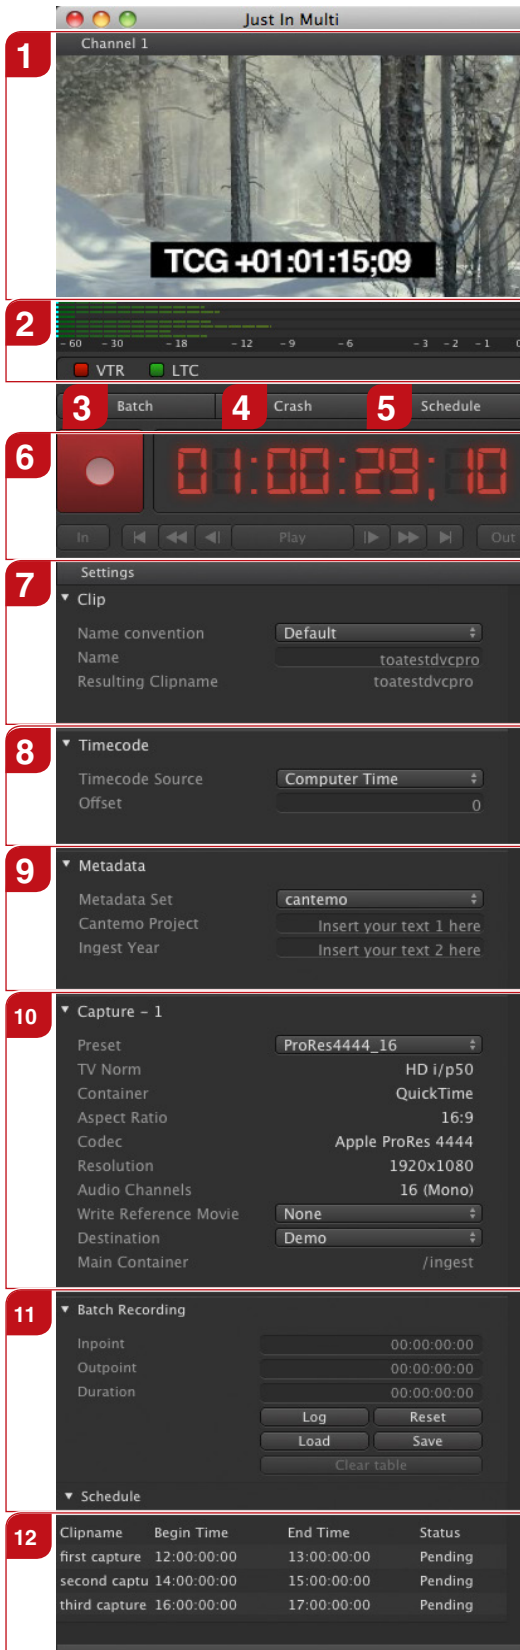 Just In Multi
1
Channel 1
TCG +01:01:15;09
2
-60 -30 -18 -12 -9 -6 -3 -2 -1 0
VTR LTC
3 Batch 4 Crash 5 Schedule
6
01:00:29;10
In Play Out
7
Settings
Clip
Name convention Default
Name toatestdvcpro
Resulting Clipname toatestdvcpro
8
Timecode
Timecode Source Computer Time
Offset 0
9
Metadata
Metadata Set cantemo
Cantemo Project Insert your text 1 here
Ingest Year Insert your text 2 here
10
Capture – 1
Preset ProRes4444_16
TV Norm HD i/p50
Container QuickTime
Aspect Ratio 16:9
Codec Apple ProRes 4444
Resolution 1920x1080
Audio Channels 16 (Mono)
Write Reference Movie None
Destination Demo
Main Container /ingest
11
Batch Recording
Inpoint 00:00:00:00
Outpoint 00:00:00:00
Duration 00:00:00:00
Log Reset
Load Save
Clear table
Schedule
12
Clipname Begin Time End Time Status
first capture 12:00:00:00 13:00:00:00 Pending
second captu 14:00:00:00 15:00:00:00 Pending
third capture 16:00:00:00 17:00:00:00 Pending